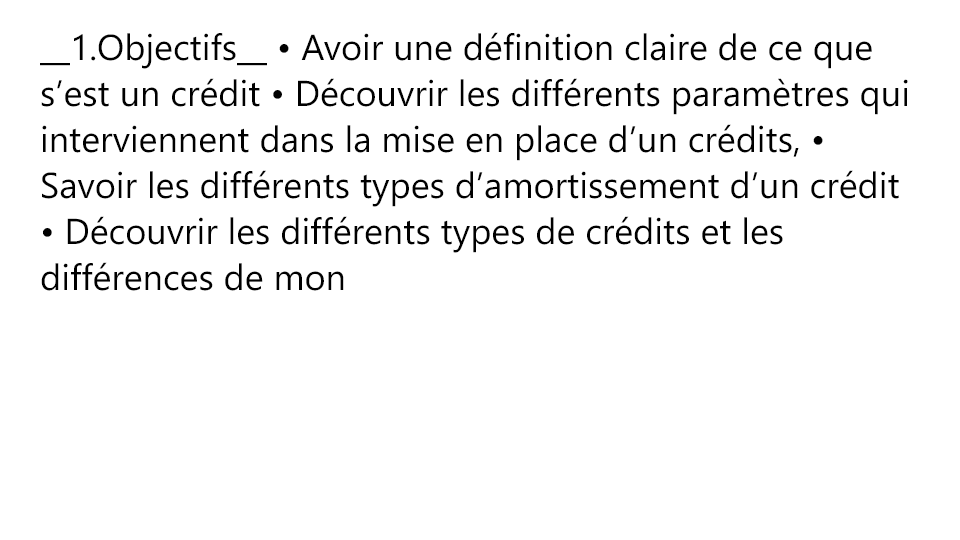 __1.Objectifs__ • Avoir une définition claire de ce que
s’est un crédit • Découvrir les différents paramètres qui
interviennent dans la mise en place d’un crédits, •
Savoir les différents types d’amortissement d’un crédit
• Découvrir les différents types de crédits et les
différences de mon